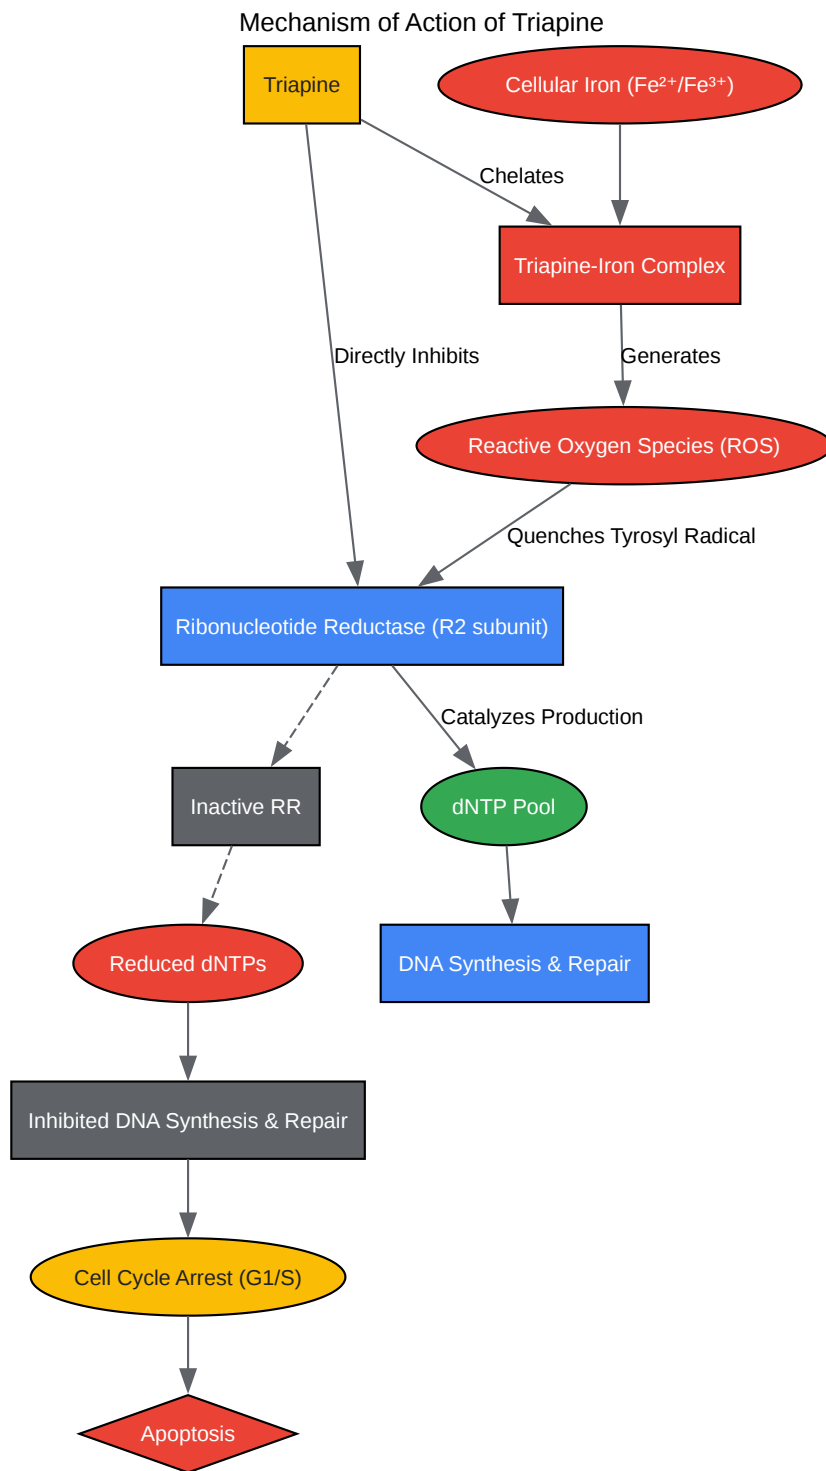 Mechanism of Action of Triapine
Triapine
Cellular Iron (Fe²⁺/Fe³⁺)
Chelates
Triapine-Iron Complex
Directly Inhibits
Generates
Reactive Oxygen Species (ROS)
Quenches Tyrosyl Radical
Ribonucleotide Reductase (R2 subunit)
Catalyzes Production
Inactive RR
dNTP Pool
Reduced dNTPs
DNA Synthesis & Repair
Inhibited DNA Synthesis & Repair
Cell Cycle Arrest (G1/S)
Apoptosis